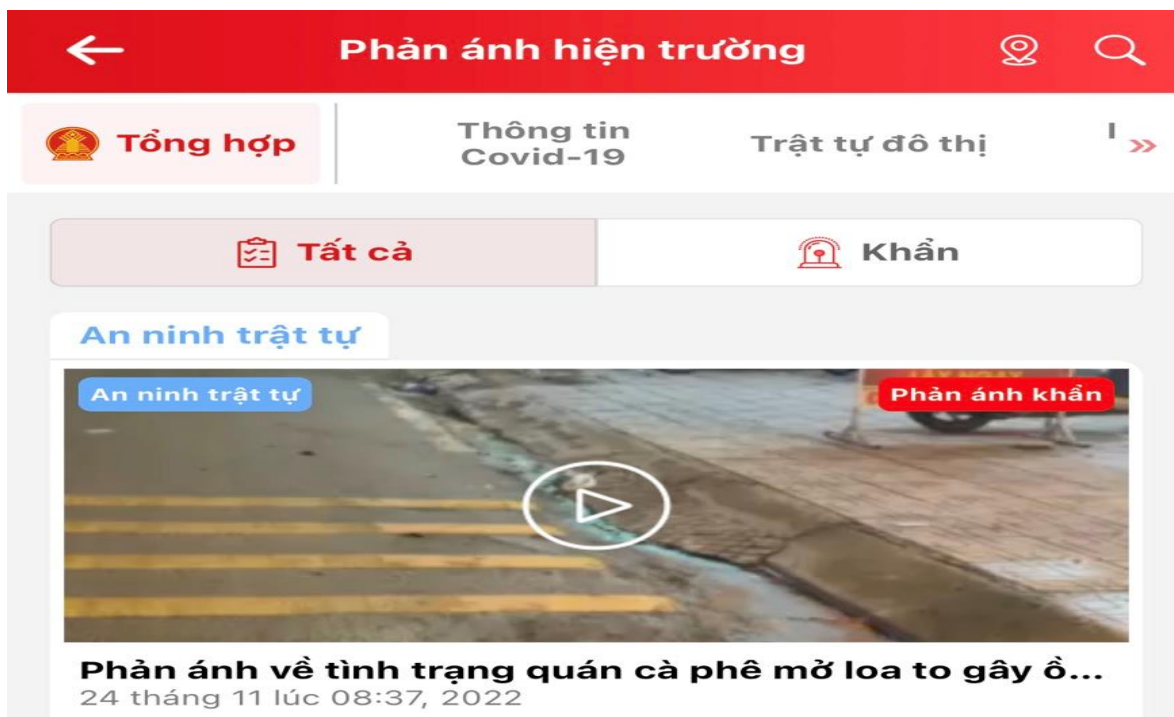 Phản ánh hiện trường
Tổng hợp
Thông tin
Covid-19
Trật tự đô thị
Tất cả
Khẩn
An ninh trật tự
An ninh trật tự
Phản ánh khẩn
Phản ánh về tình trạng quán cà phê mở loa to gây ồ...
24 tháng 11 lúc 08:37, 2022